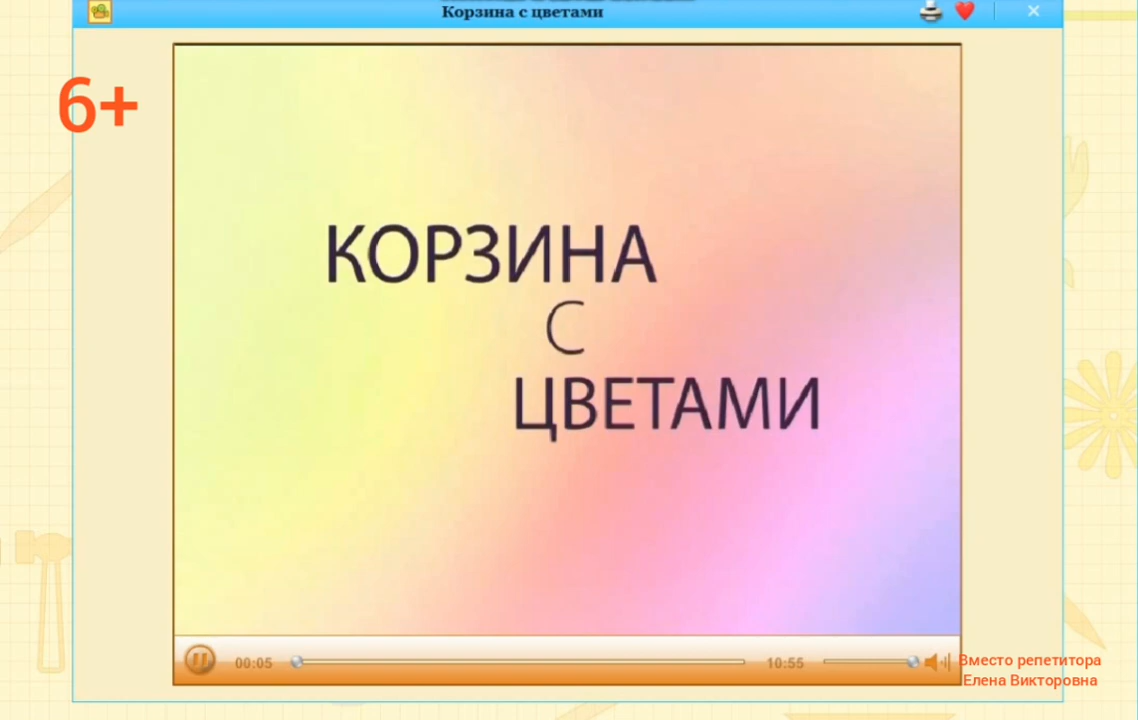 Корзина с цветами
6+
КОРЗИНА
С
ЦВЕТАМИ
00:05
10:55
Вместо репетитора
Елена Викторовна